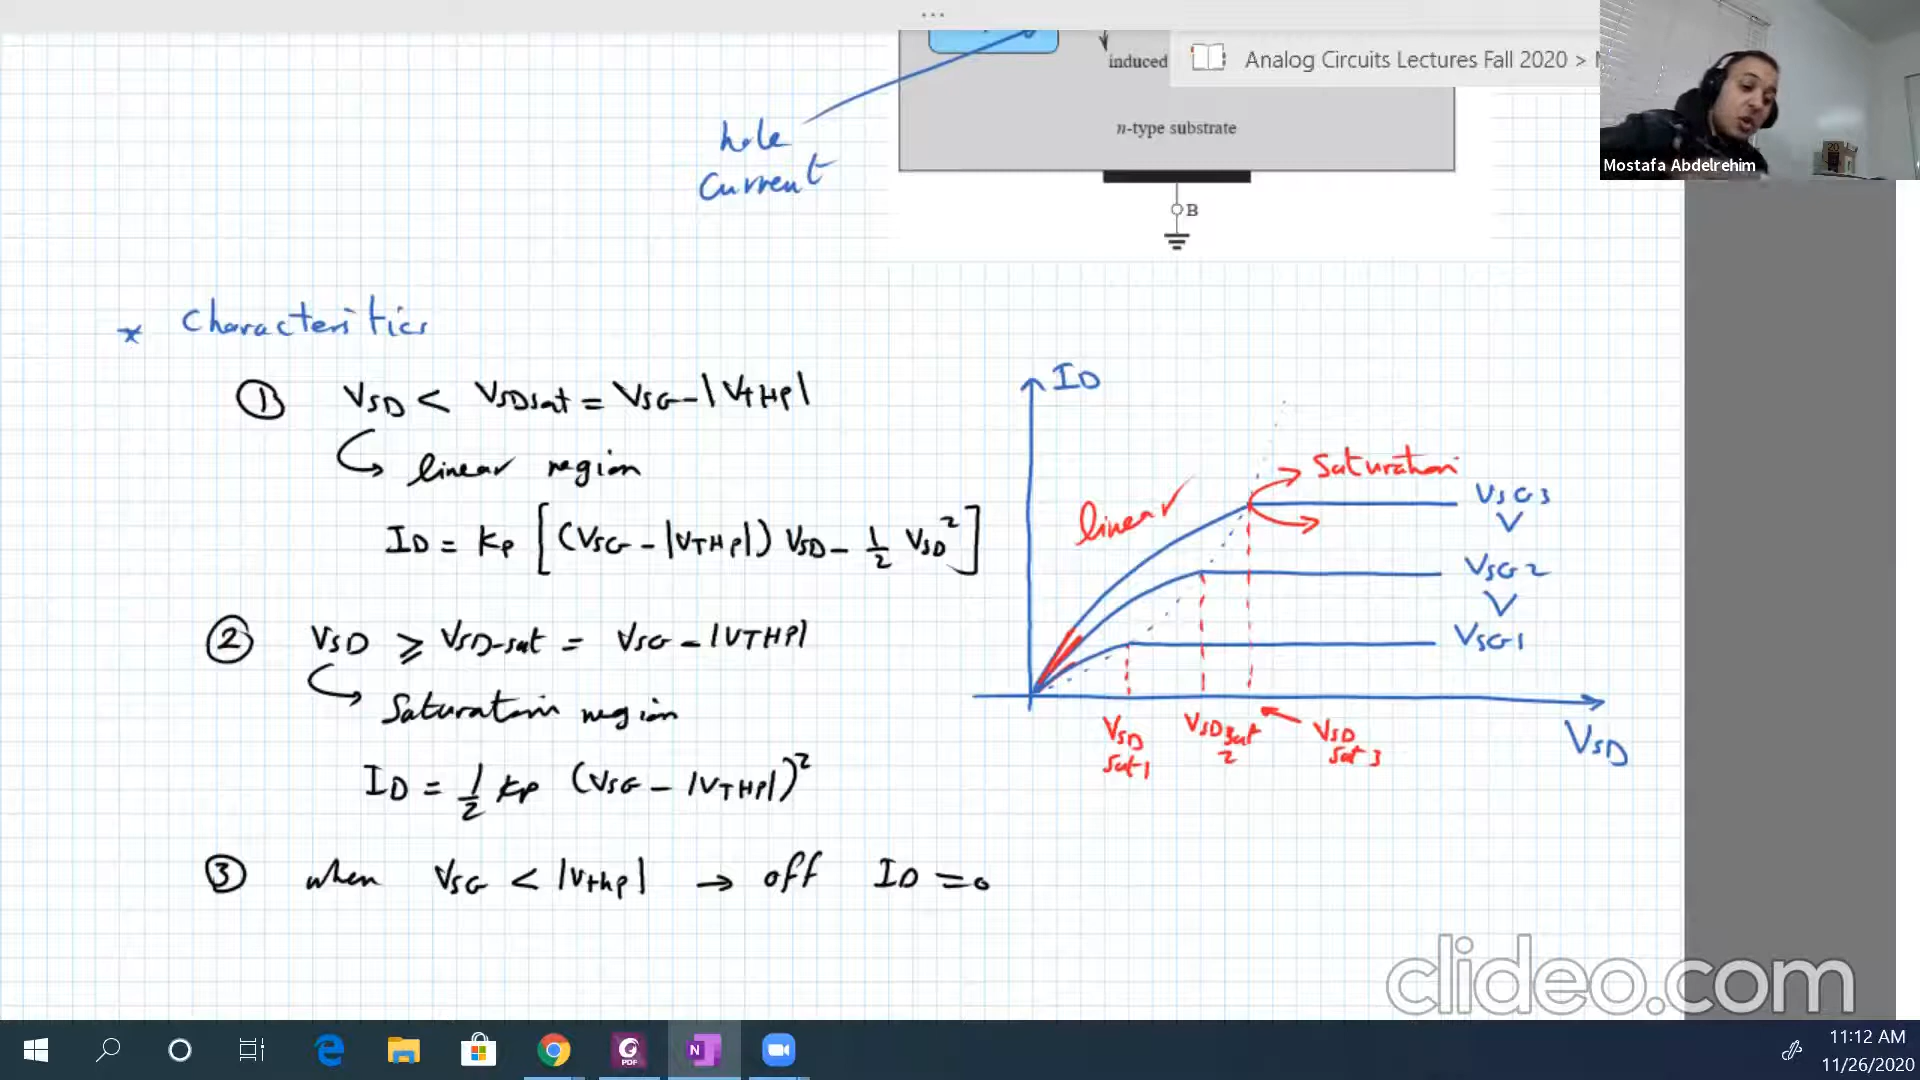 ...
induced
Analog Circuits Lectures Fall 2020 >
n-type substrate
B
hole
current
Mostafa Abdelrehim
* Characteristics
① VSD < VSDsat = VSG - |VTHP|
linear region
ID = Kp [(VSG - |VTHP|) VSD - 1/2 VSD²]
② VSD ⩾ VSD-sat = VSG - |VTHP|
Saturation region
ID = 1/2 Kp (VSG - |VTHP|)²
③ when VSG < |Vthp| → off ID = 0
ID
linear
Saturation
VSG3
V
VSG2
V
VSG1
VSD sat1
VSDsat 2
VSD sat3
VSD
clideo.com
PDF
N
11:12 AM
11/26/2020